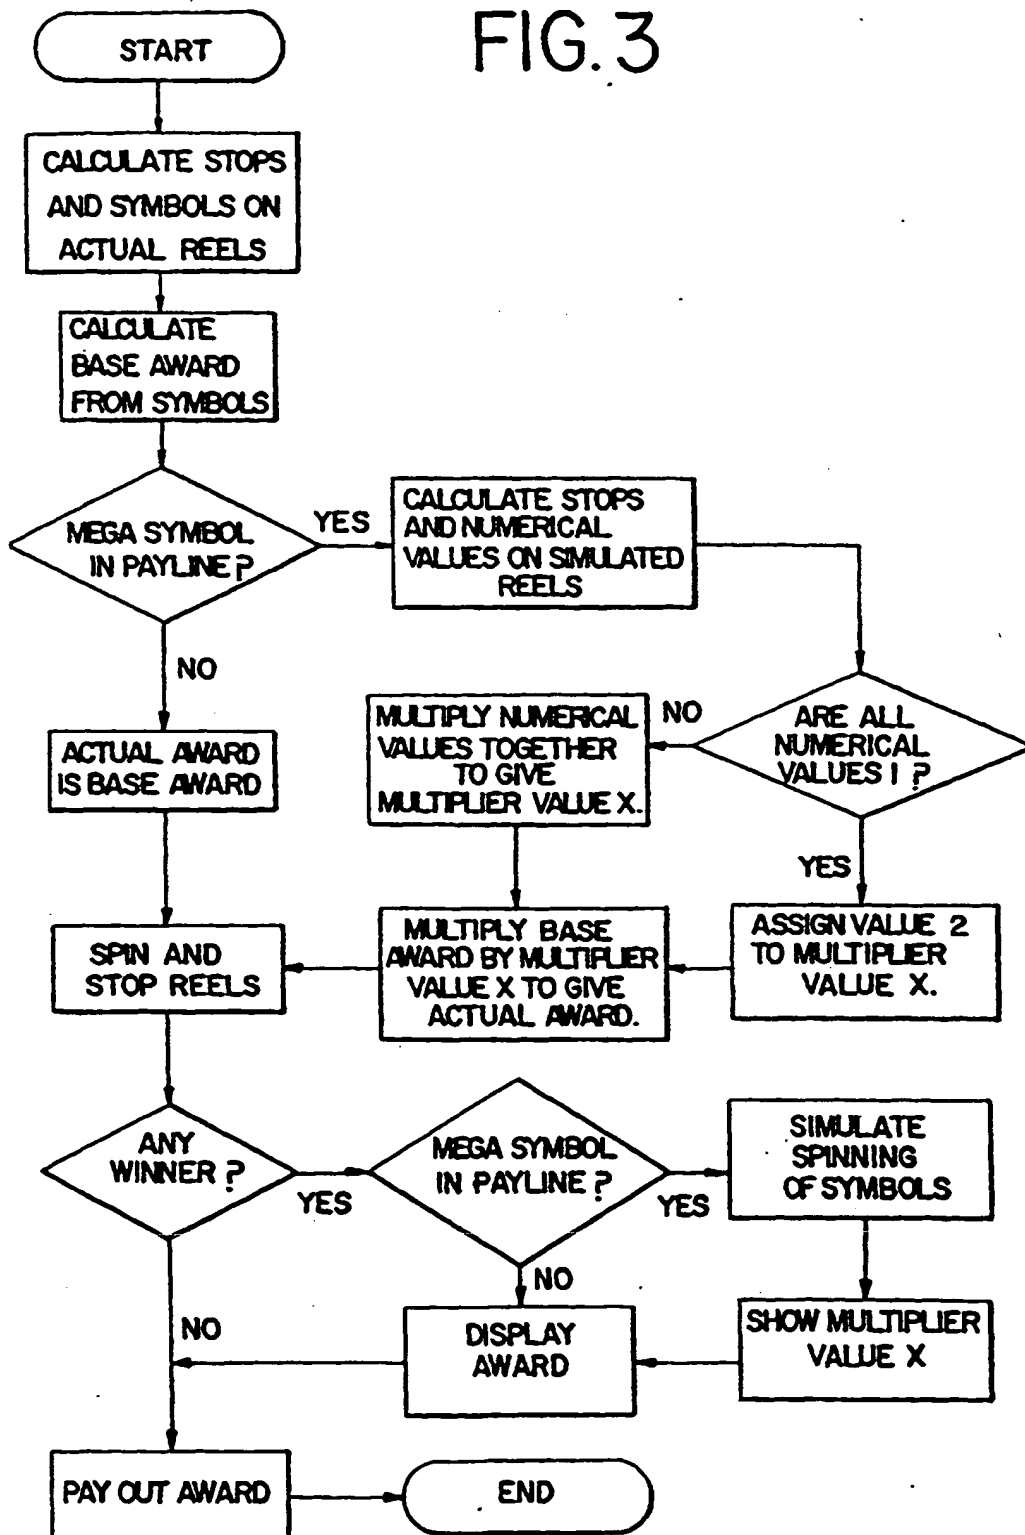 FIG. 3
START
CALCULATE STOPS
AND SYMBOLS ON
ACTUAL REELS
CALCULATE
BASE AWARD
FROM SYMBOLS
MEGA SYMBOL
IN PAYLINE?
YES
CALCULATE STOPS
AND NUMERICAL
VALUES ON SIMULATED
REELS
NO
ARE ALL
NUMERICAL
VALUES 1 ?
NO
MULTIPLY NUMERICAL
VALUES TOGETHER
TO GIVE
MULTIPLIER VALUE X.
ACTUAL AWARD
IS BASE AWARD
YES
ASSIGN VALUE 2
TO MULTIPLIER
VALUE X.
MULTIPLY BASE
AWARD BY MULTIPLIER
VALUE X TO GIVE
ACTUAL AWARD.
SPIN AND
STOP REELS
ANY
WINNER?
YES
MEGA SYMBOL
IN PAYLINE?
YES
SIMULATE
SPINNING
OF SYMBOLS
NO
SHOW MULTIPLIER
VALUE X
DISPLAY
AWARD
NO
PAY OUT AWARD
END